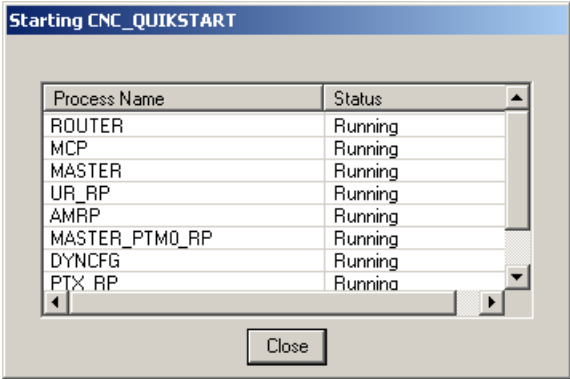 Starting CNC_QUIKSTART
Process Name Status
ROUTER Running
MCP Running
MASTER Running
UR_RP Running
AMRP Running
MASTER_PTM0_RP Running
DYNCFG Running
PTX_RP Running
Close